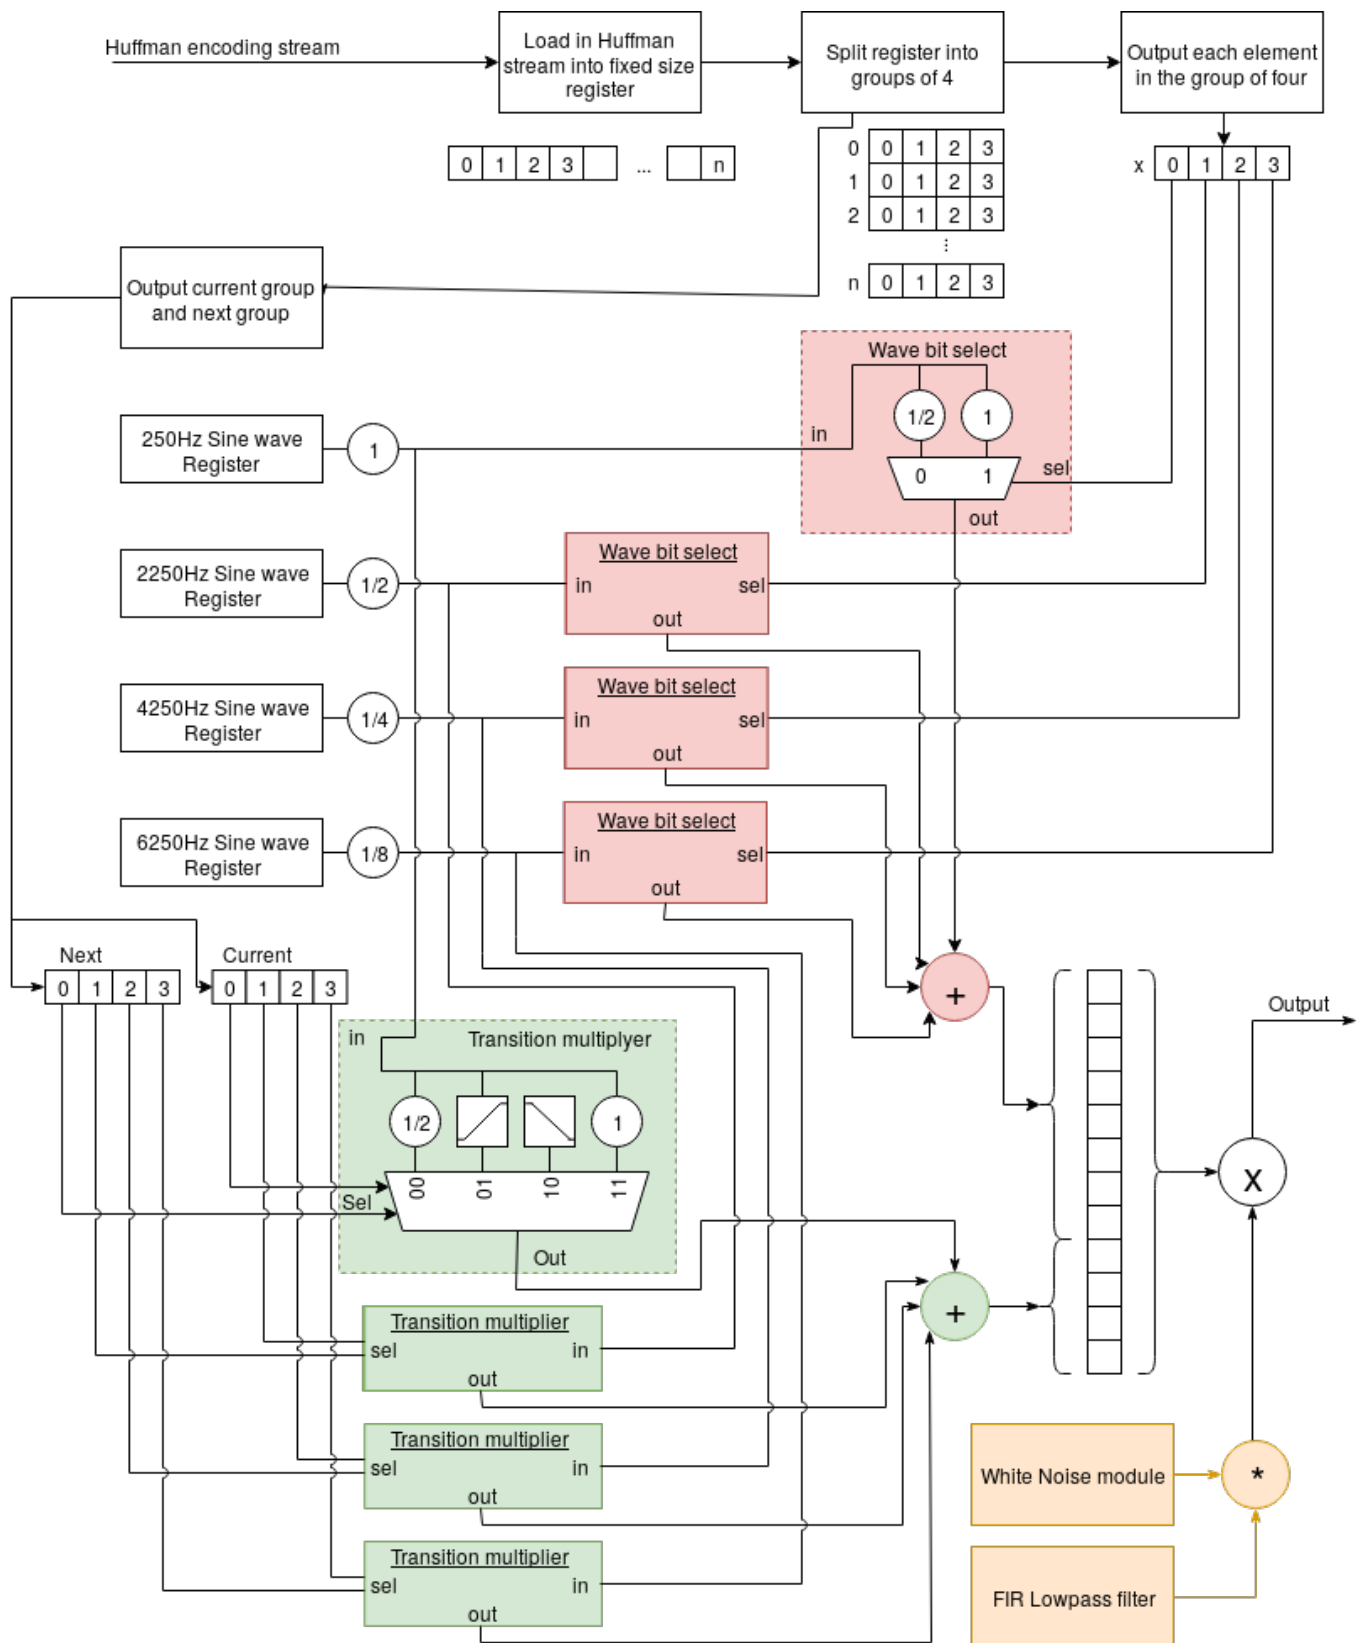 Huffman encoding stream
Load in Huffman
stream into fixed size
register
Split register into
groups of 4
Output each element
in the group of four
0 1 2 3 ... n
0 0 1 2 3
1 0 1 2 3
2 0 1 2 3
n 0 1 2 3
x 0 1 2 3
Output current group
and next group
Wave bit select
1/2 1
in
0 1
sel
out
250Hz Sine wave
Register
1
2250Hz Sine wave
Register
1/2
Wave bit select
in sel
out
4250Hz Sine wave
Register
1/4
Wave bit select
in sel
out
6250Hz Sine wave
Register
1/8
Wave bit select
in sel
out
Next
0 1 2 3
Current
0 1 2 3
+
Output
in
Transition multiplyer
1/2 1
00 01 10 11
Sel
Out
X
+
Transition multiplier
sel in
out
Transition multiplier
sel in
out
Transition multiplier
sel in
out
White Noise module
*
FIR Lowpass filter